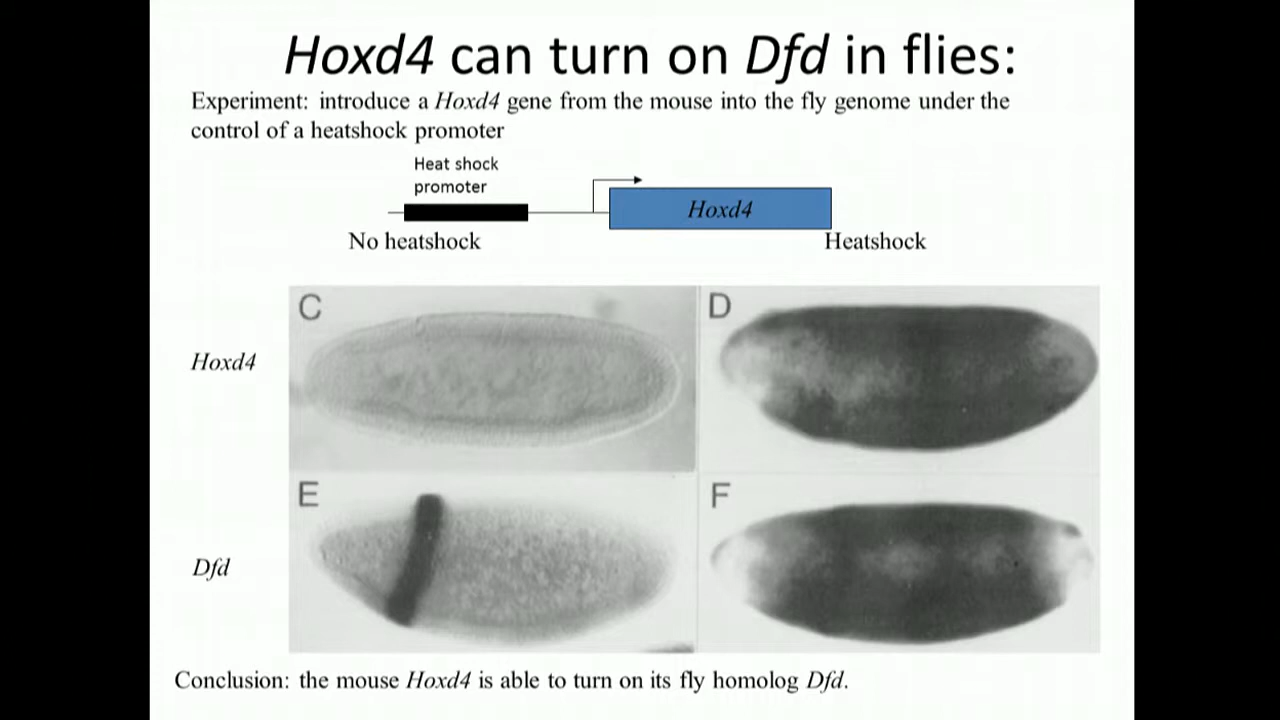 Hoxd4 can turn on Dfd in flies:
Experiment: introduce a Hoxd4 gene from the mouse into the fly genome under the
control of a heatshock promoter
Heat shock
promoter
Hoxd4
No heatshock
Heatshock
C
D
Hoxd4
E
F
Dfd
Conclusion: the mouse Hoxd4 is able to turn on its fly homolog Dfd.